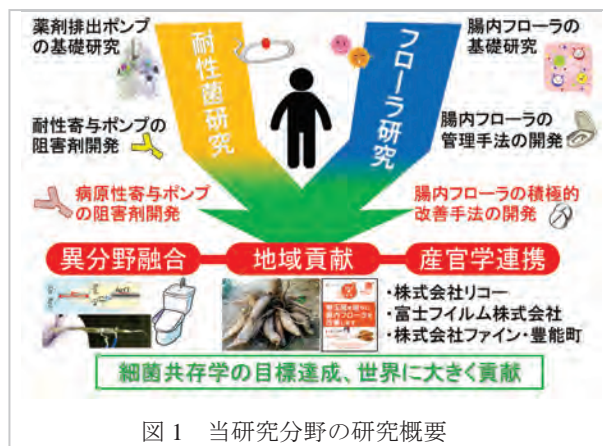 薬剤排出ポンプ
の基礎研究
耐性寄与ポンプの
阻害剤開発
病原性寄与ポンプ
の阻害剤開発
耐性菌研究
フローラ研究
腸内フローラの
基礎研究
腸内フローラの
管理手法の開発
腸内フローラの積極的
改善手法の開発
異分野融合
地域貢献
産官学連携
・株式会社リコー
・富士フイルム株式会社
・株式会社ファイン・豊能町
細菌共存学の目標達成、世界に大きく貢献
図 1 当研究分野の研究概要